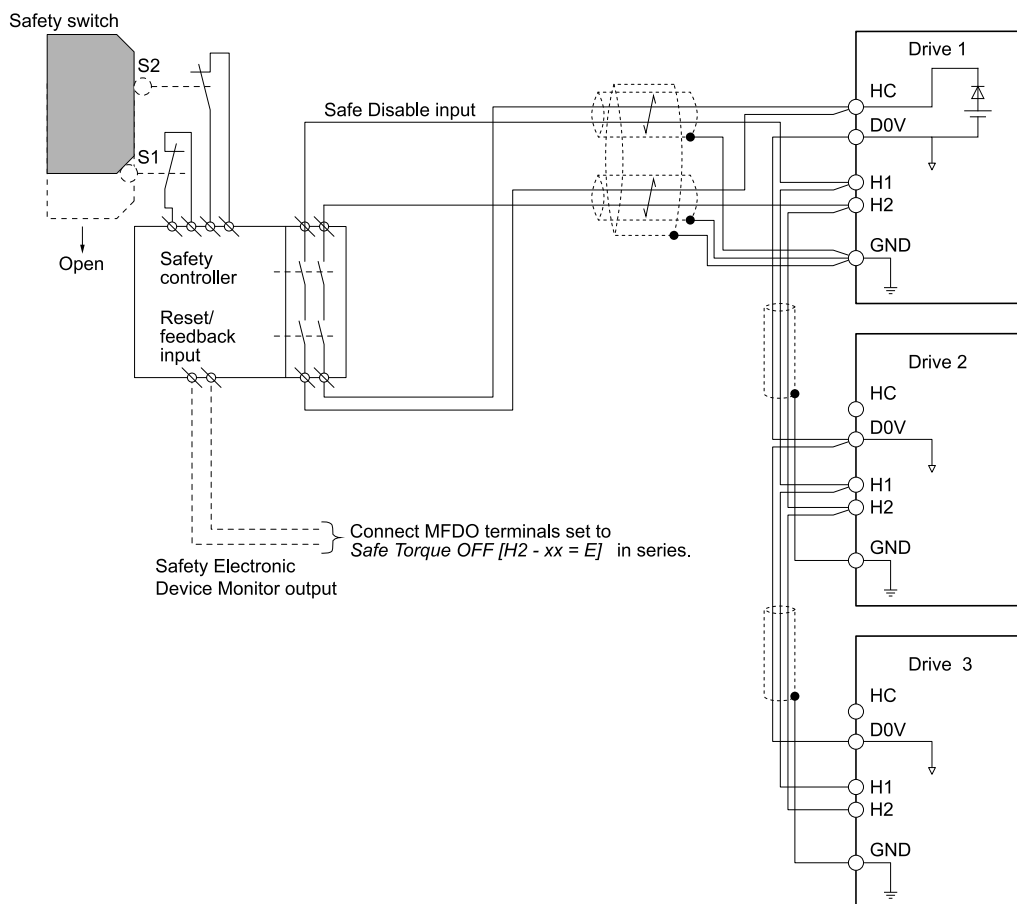 Safety switch
S2
S1
Open
Safety
controller
Reset/
feedback
input
Safe Disable input
Connect MFDO terminals set to
Safe Torque OFF [H2 - xx = E] in series.
Safety Electronic
Device Monitor output
Drive 1
HC
D0V
H1
H2
GND
Drive 2
HC
D0V
H1
H2
GND
Drive 3
HC
D0V
H1
H2
GND